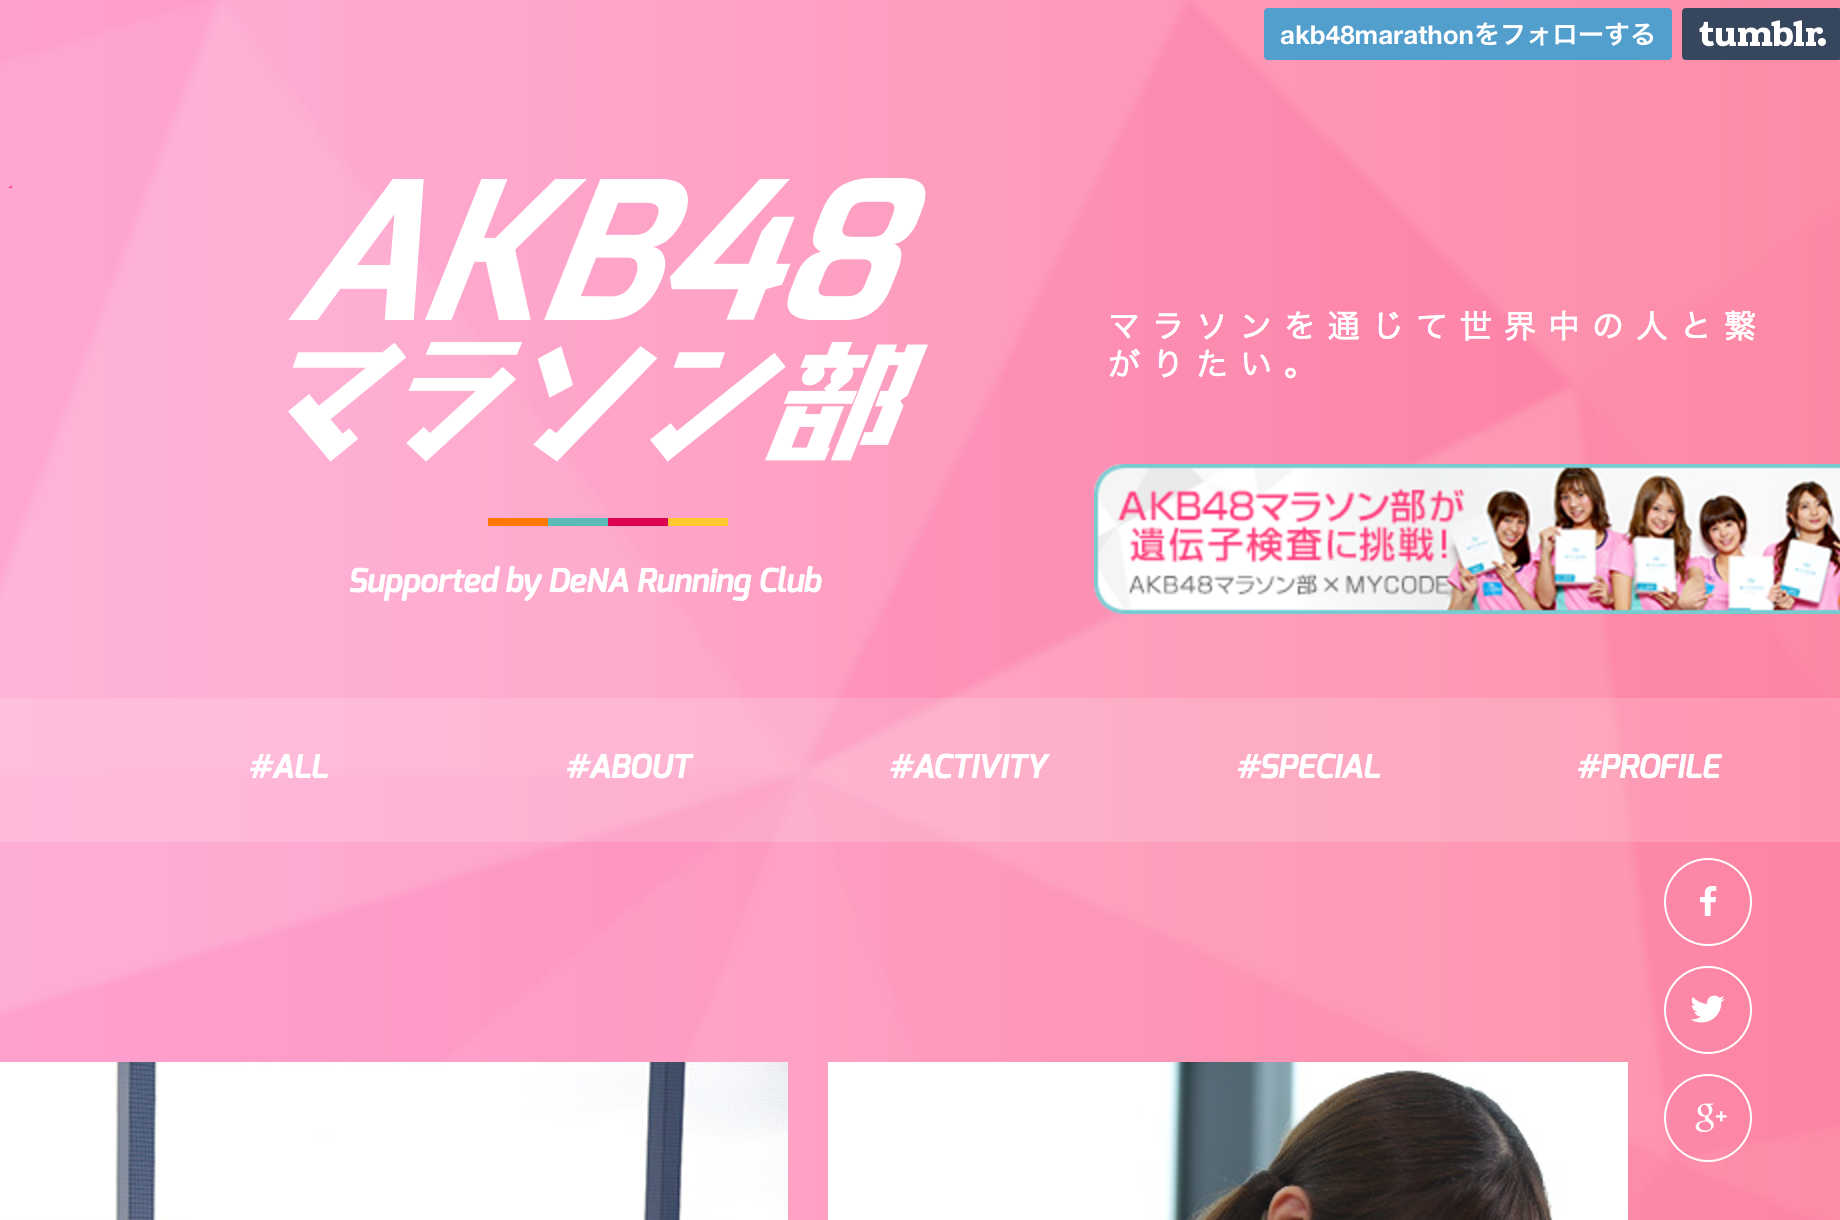 akb48marathonをフォローする
tumblr.
AKB48
マラソン部
Supported by DeNA Running Club
マラソンを通じて世界中の人と繋
がりたい。
AKB48マラソン部が
遺伝子検査に挑戦!
AKB48マラソン部×MYCODE
#ALL
#ABOUT
#ACTIVITY
#SPECIAL
#PROFILE
f
g+